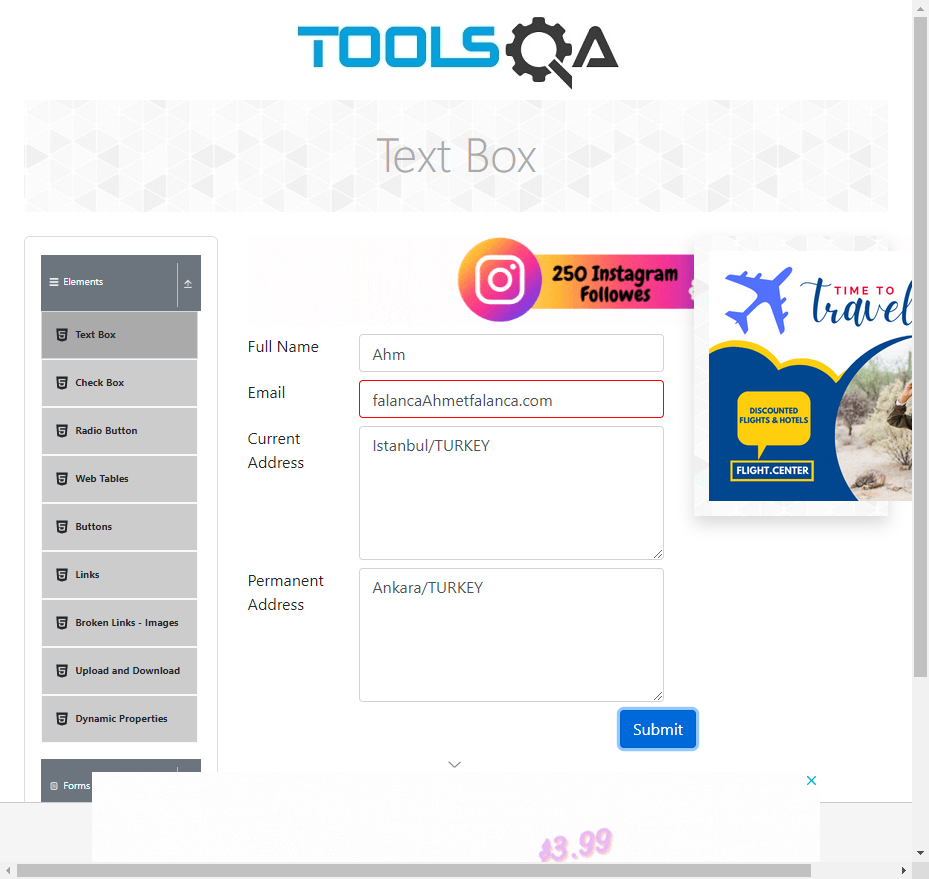 TOOLSQA
Text Box
Elements
Text Box
Check Box
Radio Button
Web Tables
Buttons
Links
Broken Links - Images
Upload and Download
Dynamic Properties
Forms
250 Instagram
Followes
Full Name
Ahm
Email
falancaAhmetfalanca.com
Current
Address
Istanbul/TURKEY
Permanent
Address
Ankara/TURKEY
Submit
TIME TO
travel
DISCOUNTED
FLIGHTS & HOTELS
FLIGHT.CENTER
$3.99